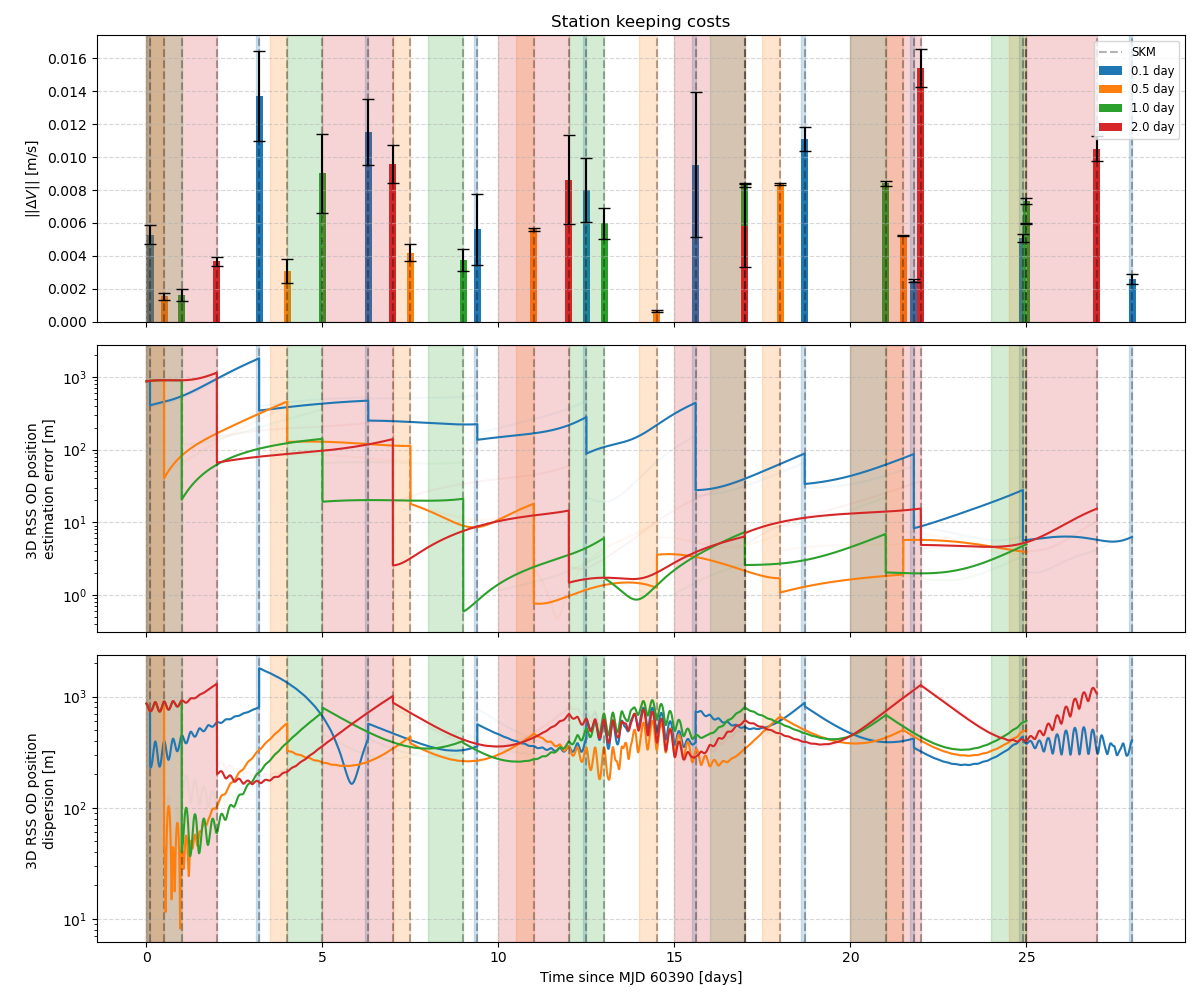 Station keeping costs
||ΔV|| [m/s]
0.016
0.014
0.012
0.010
0.008
0.006
0.004
0.002
0.000
SKM
0.1 day
0.5 day
1.0 day
2.0 day
3D RSS OD position
estimation error [m]
10³
10²
10¹
10⁰
3D RSS OD position
dispersion [m]
10³
10²
10¹
0 5 10 15 20 25
Time since MJD 60390 [days]